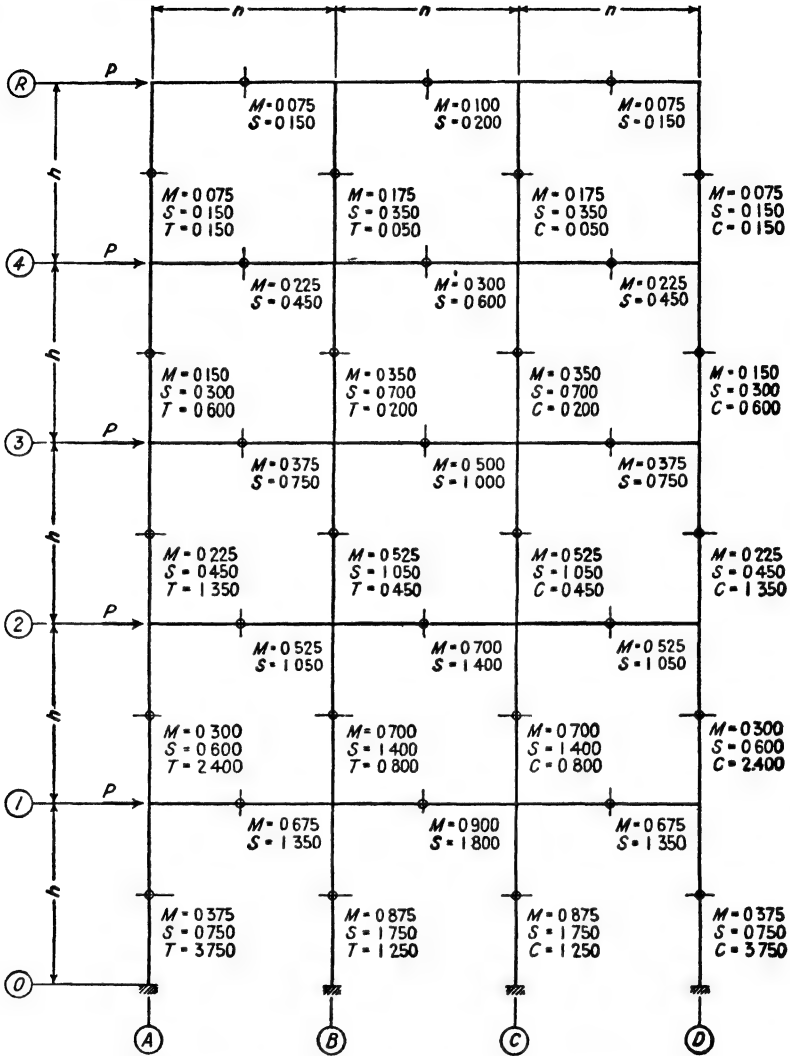 n n n
R P
M=0 075 M=0 100 M=0 075
S=0 150 S=0 200 S=0 150
h
M=0 075 M=0 175 M=0 175 M=0 075
S=0 150 S=0 350 S=0 350 S=0 150
T=0 150 T=0 050 C=0 050 C=0 150
4 P
M=0 225 M=0 300 M=0 225
S=0 450 S=0 600 S=0 450
h
M=0 150 M=0 350 M=0 350 M=0 150
S=0 300 S=0 700 S=0 700 S=0 300
T=0 600 T=0 200 C=0 200 C=0 600
3 P
M=0 375 M=0 500 M=0 375
S=0 750 S=1 000 S=0 750
h
M=0 225 M=0 525 M=0 525 M=0 225
S=0 450 S=1 050 S=1 050 S=0 450
T=1 350 T=0 450 C=0 450 C=1 350
2 P
M=0 525 M=0 700 M=0 525
S=1 050 S=1 400 S=1 050
h
M=0 300 M=0 700 M=0 700 M=0 300
S=0 600 S=1 400 S=1 400 S=0 600
T=2 400 T=0 800 C=0 800 C=2 400
1 P
M=0 675 M=0 900 M=0 675
S=1 350 S=1 800 S=1 350
h
M=0 375 M=0 875 M=0 875 M=0 375
S=0 750 S=1 750 S=1 750 S=0 750
T=3 750 T=1 250 C=1 250 C=3 750
0
A B C D